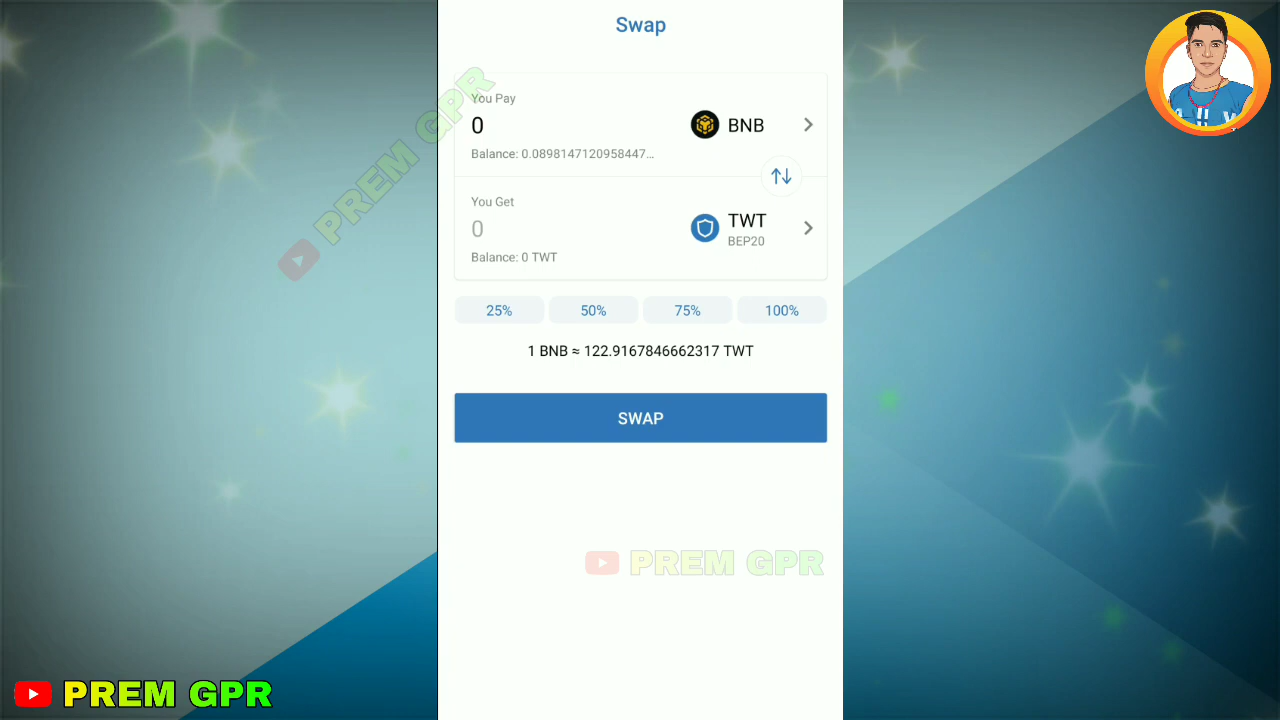 Swap
You Pay
0
BNB
Balance: 0.0898147120958447...
You Get
0
TWT
BEP20
Balance: 0 TWT
25%
50%
75%
100%
1 BNB ≈ 122.9167846662317 TWT
SWAP
PREM GPR
PREM GPR
PREM GPR